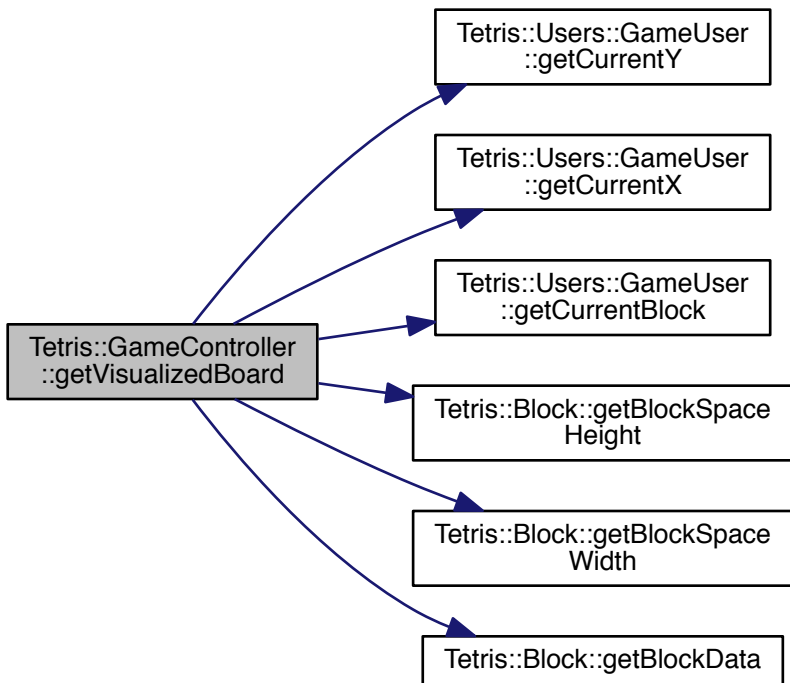 Tetris::Users::GameUser
::getCurrentY
Tetris::Users::GameUser
::getCurrentX
Tetris::Users::GameUser
::getCurrentBlock
Tetris::GameController
::getVisualizedBoard
Tetris::Block::getBlockSpace
Height
Tetris::Block::getBlockSpace
Width
Tetris::Block::getBlockData